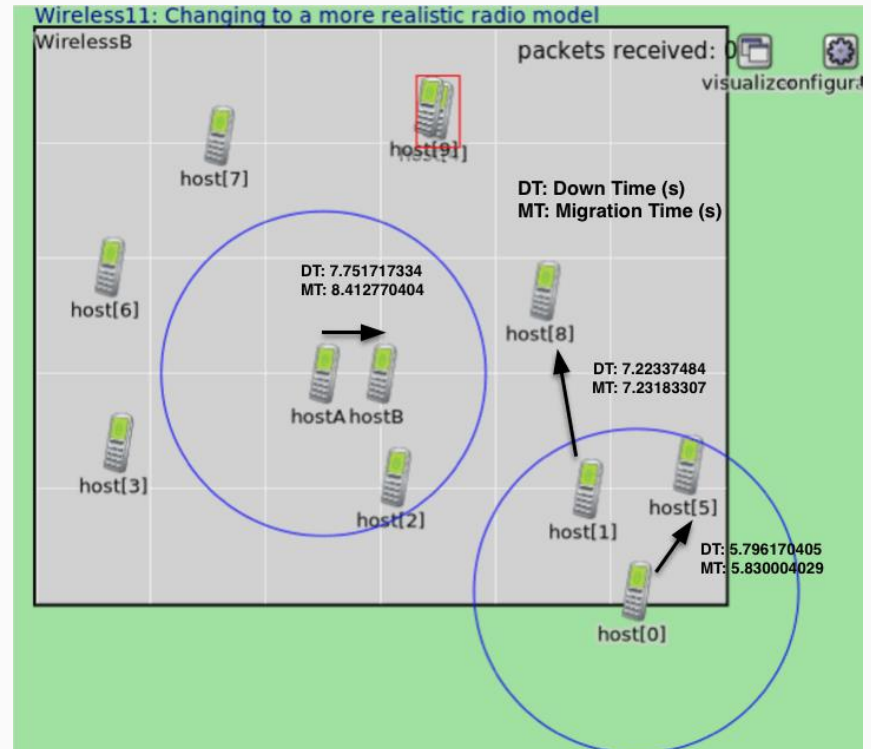 Wireless11: Changing to a more realistic radio model
WirelessB
packets received: 0
visualiz
configura
host[9]
host[7]
DT: Down Time (s)
MT: Migration Time (s)
host[6]
DT: 7.751717334
MT: 8.412770404
host[8]
DT: 7.22337484
MT: 7.23183307
hostA hostB
host[3]
host[2]
host[1]
host[5]
DT: 5.796170405
MT: 5.830004029
host[0]